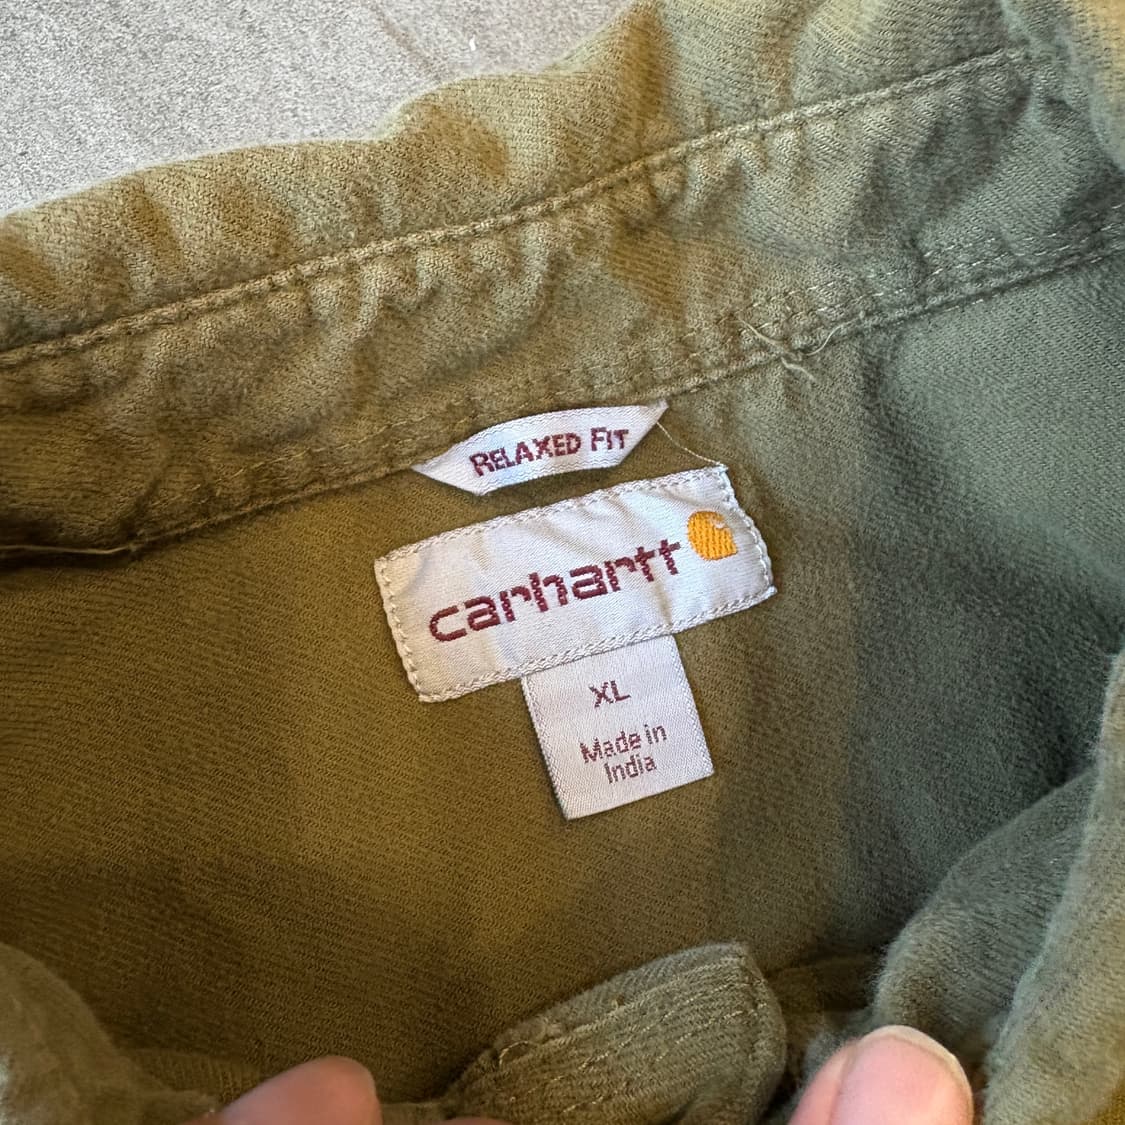 RELAXED FIT
carhartt
XL
Made in
India